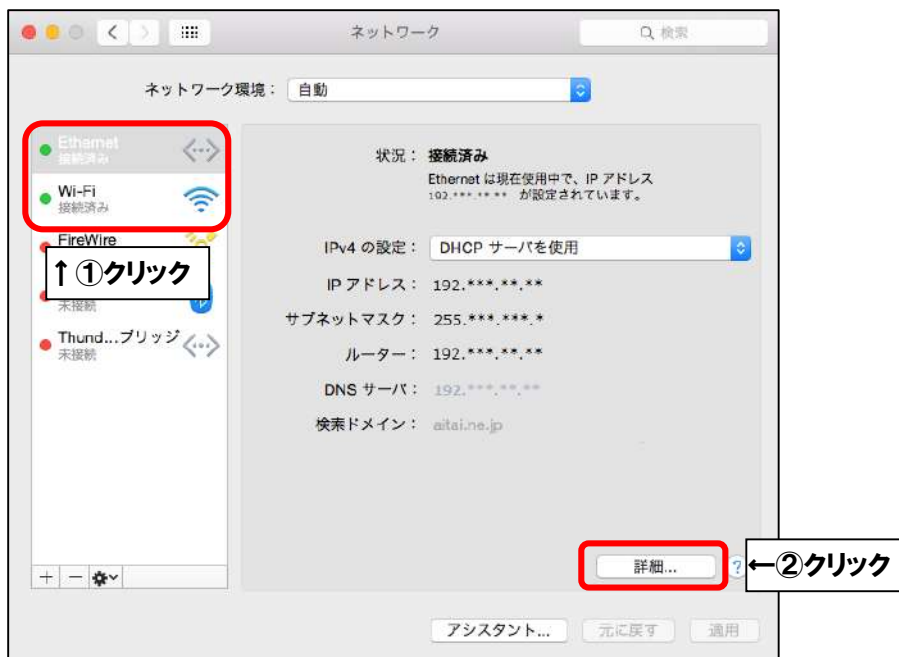 ネットワーク
検索
ネットワーク環境： 自動
Ethernet
接続済み
Wi-Fi
接続済み
FireWire
↑①クリック
未接続
Thund...ブリッジ
未接続
状況： 接続済み
Ethernet は現在使用中で、IP アドレス
192.***.**.** が設定されています。
IPv4 の設定： DHCP サーバを使用
IP アドレス： 192.***.**.**
サブネットマスク： 255.***.***.*
ルーター： 192.***.**.**
DNS サーバ： 192.***.**.**
検索ドメイン： aitai.ne.jp
詳細... ? ←②クリック
+ −
アシスタント... 元に戻す 適用